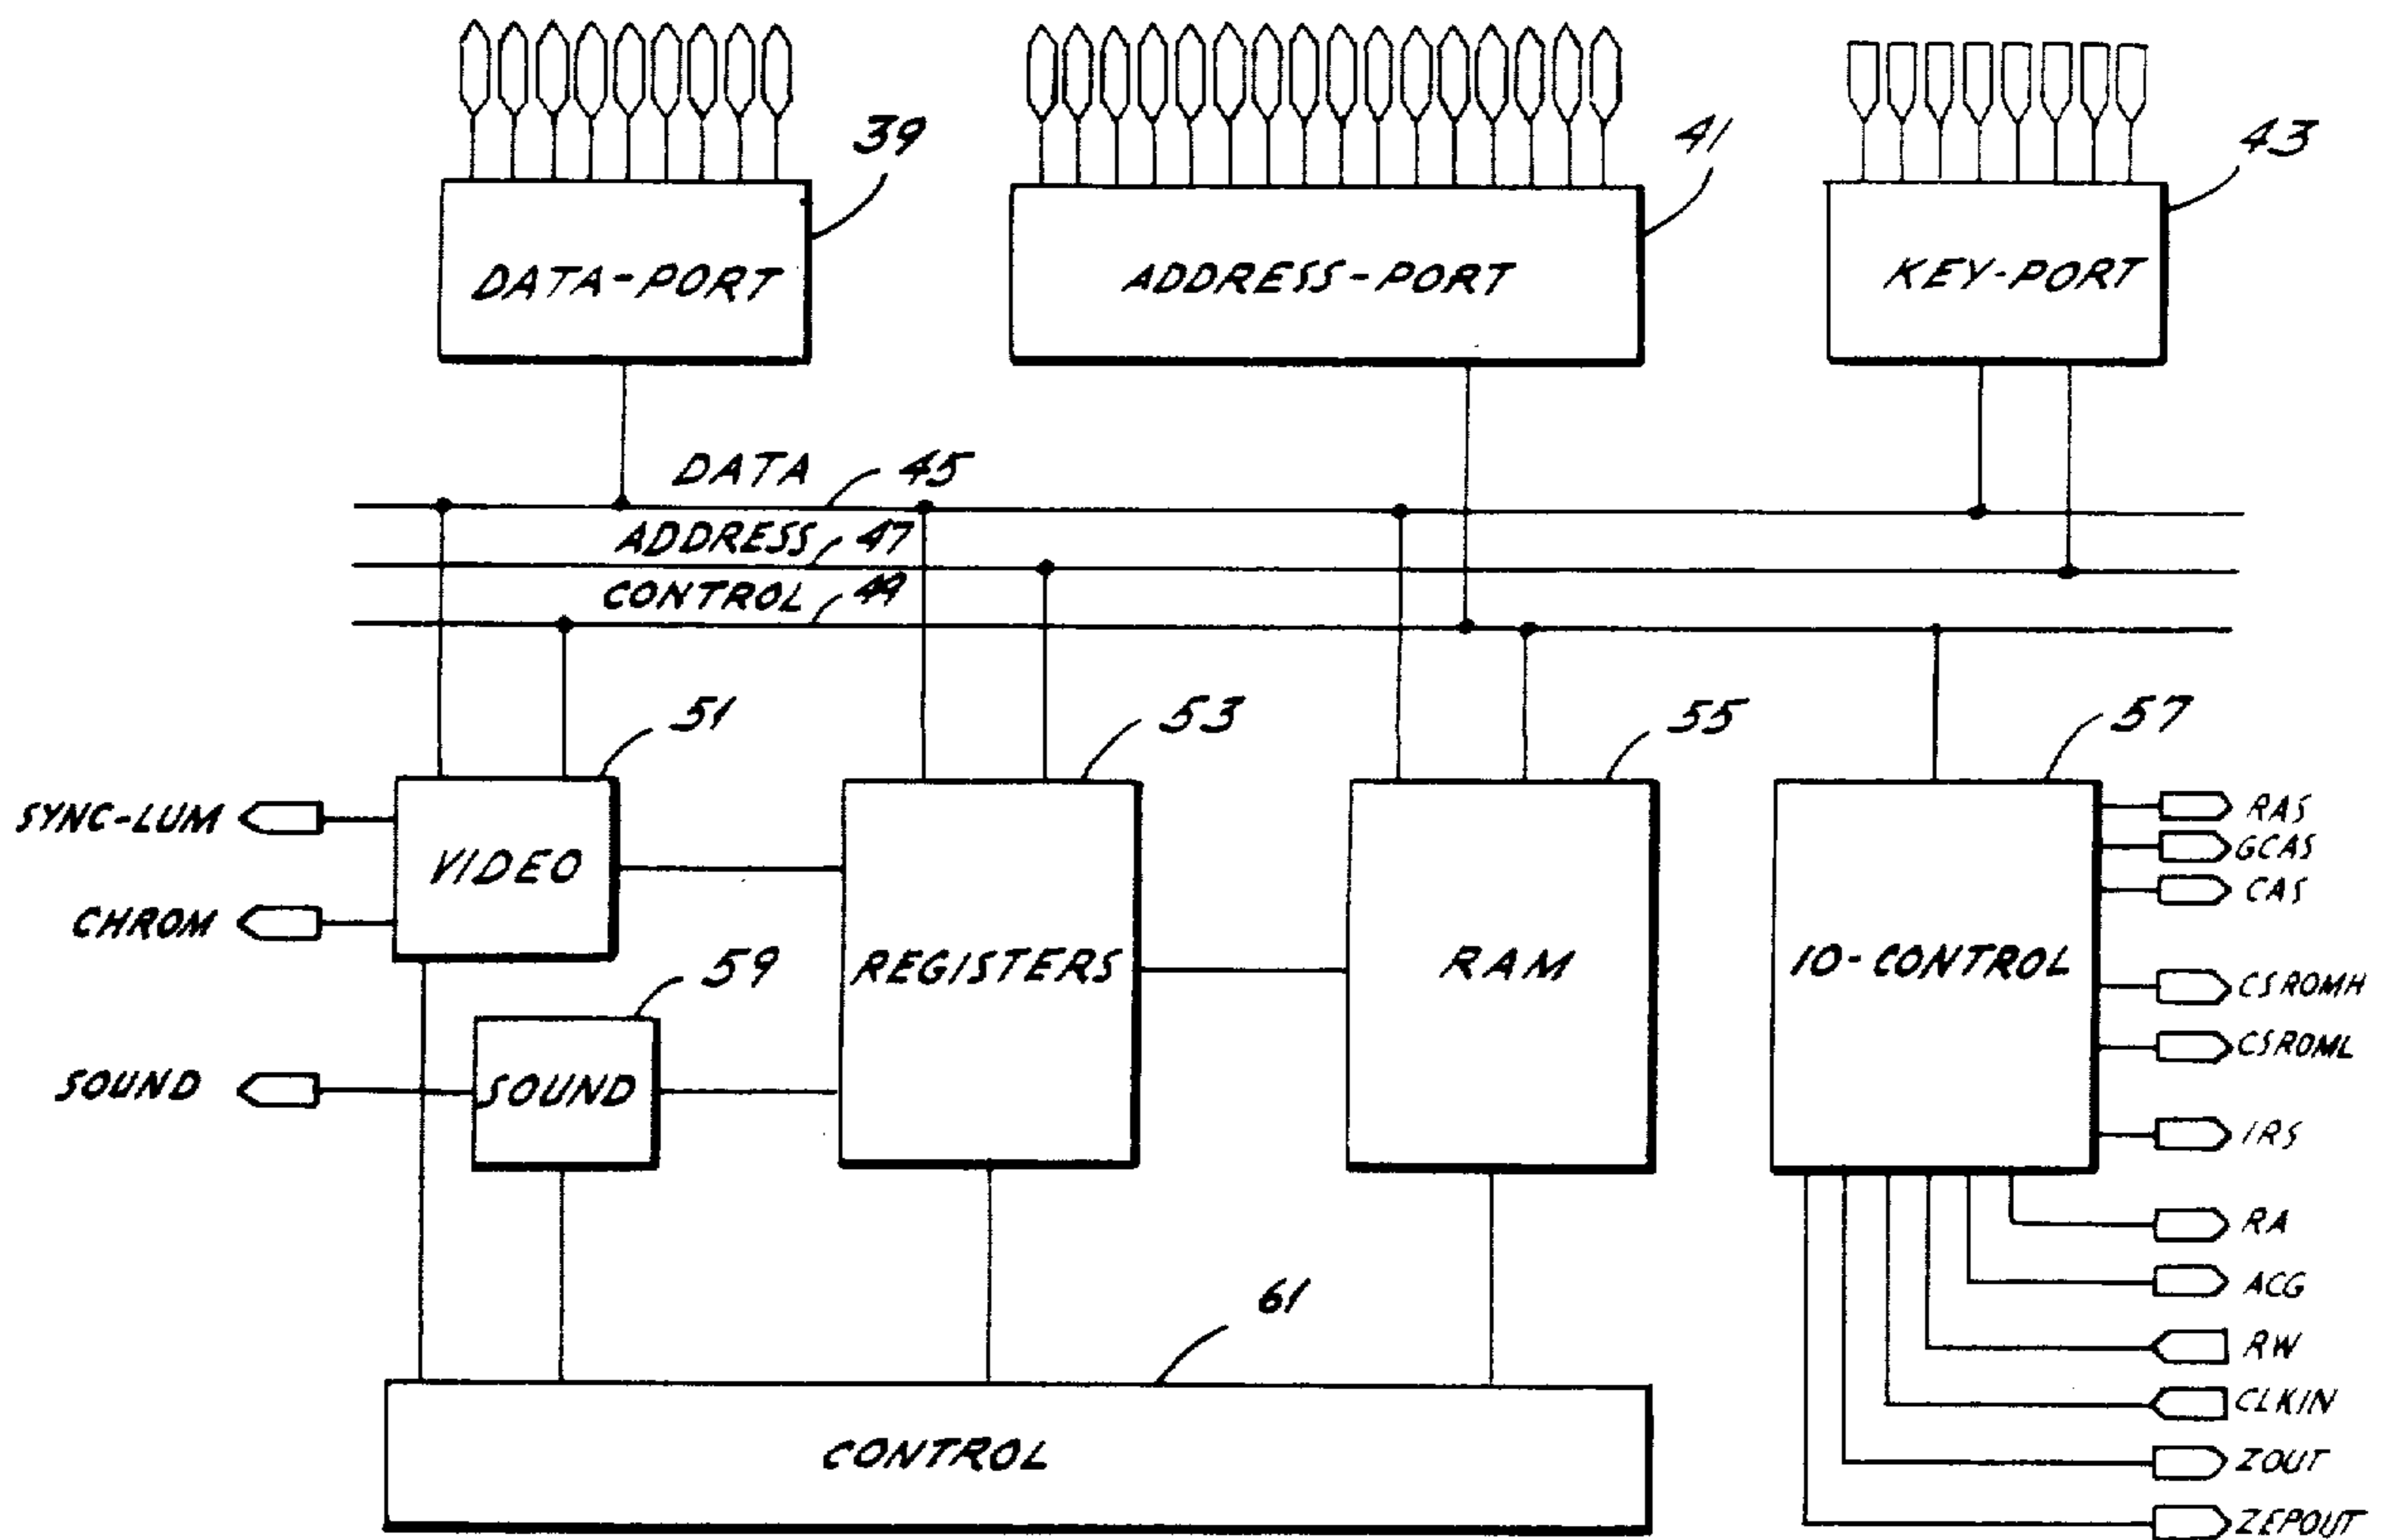 39
41
43
DATA-PORT
ADDRESS-PORT
KEY-PORT
DATA 45
ADDRESS 47
CONTROL 49
51
53
55
57
SYNC-LUM
VIDEO
CHROM
REGISTERS
RAM
IO-CONTROL
RAS
GCAS
CAS
CSROMH
CSROML
IRS
59
SOUND
SOUND
RA
ACG
RW
CLKIN
ZOUT
ZEPOUT
61
CONTROL